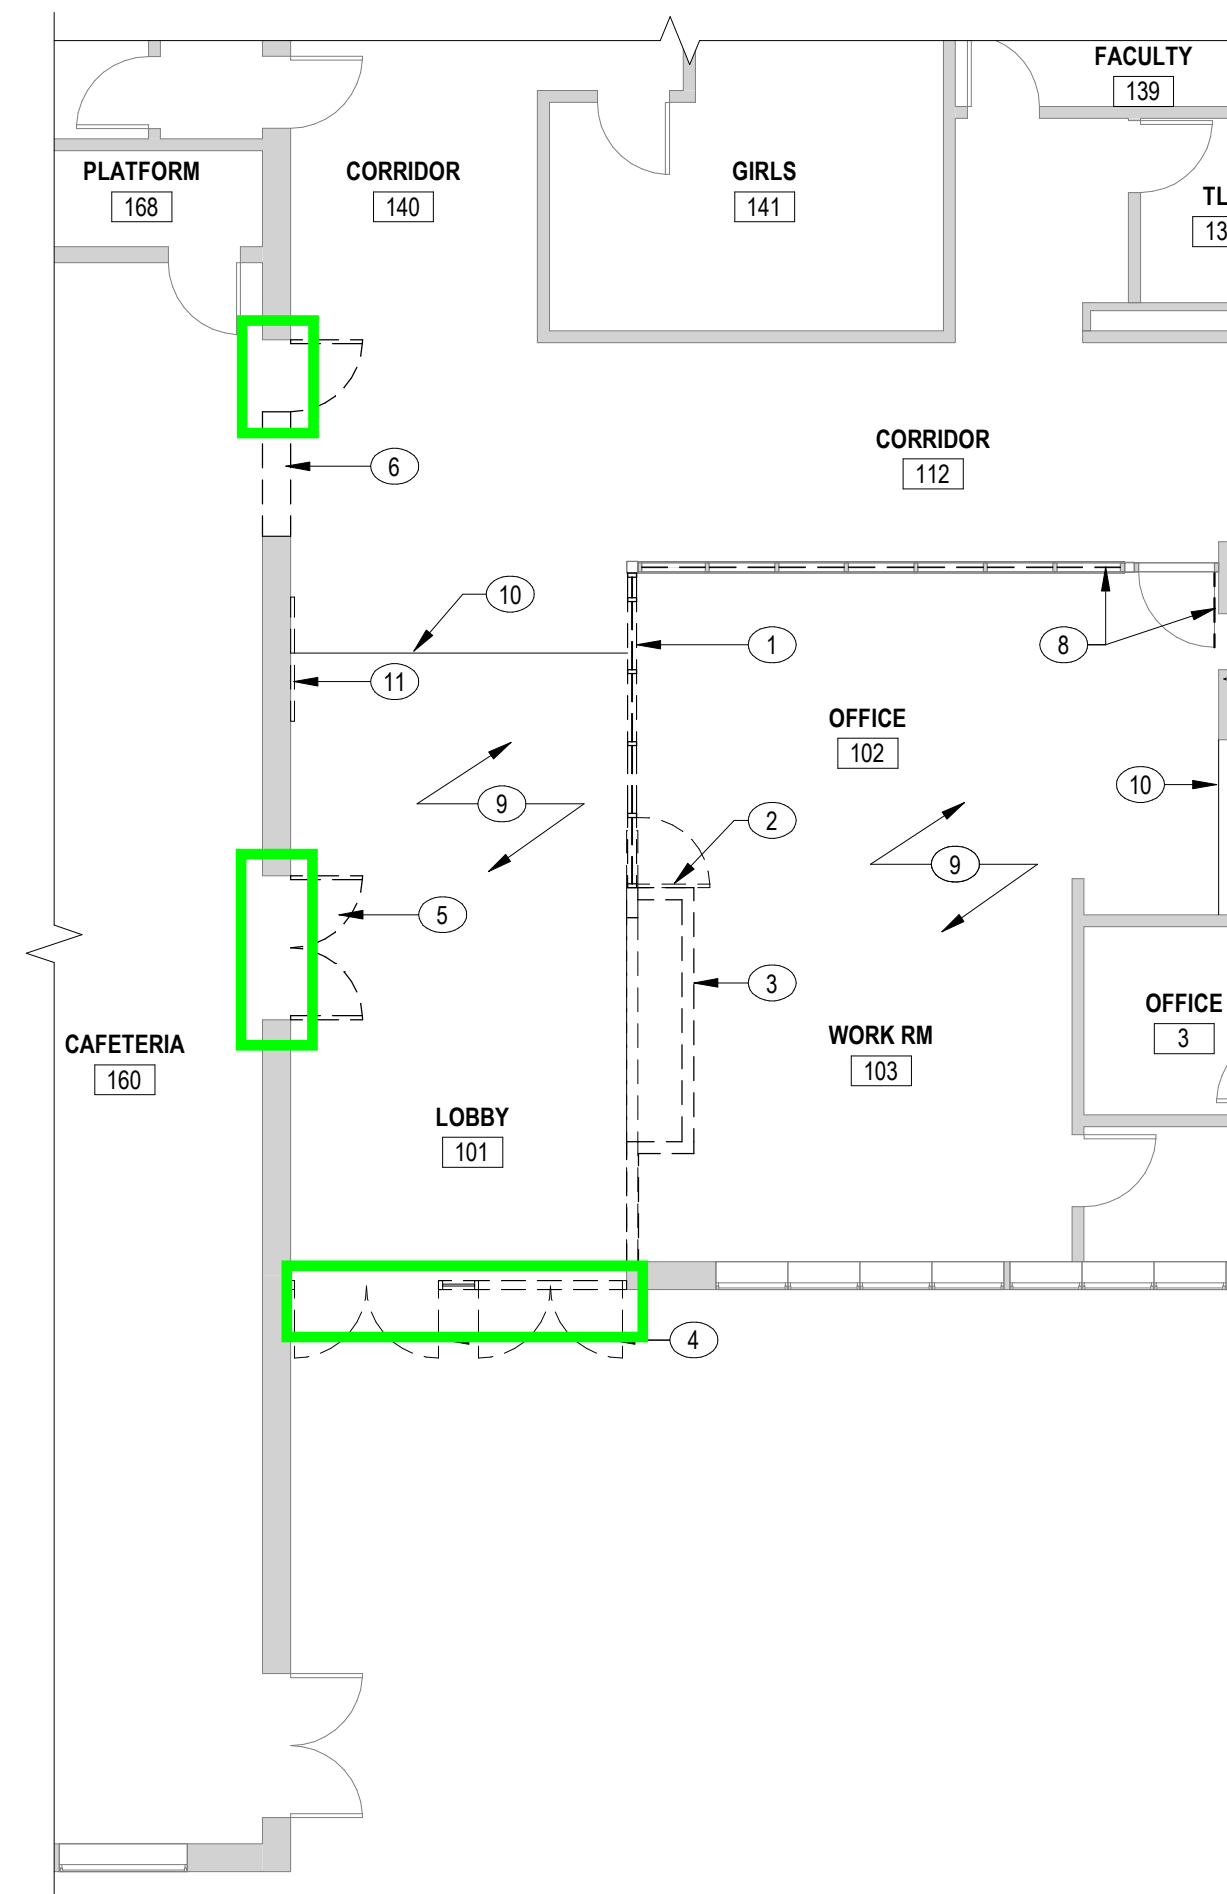 FACULTY
139
PLATFORM
168
CORRIDOR
140
GIRLS
141
TL
13
CORRIDOR
112
6
10
1
8
11
OFFICE
102
10
9
2
9
5
3
OFFICE
3
WORK RM
103
CAFETERIA
160
LOBBY
101
4